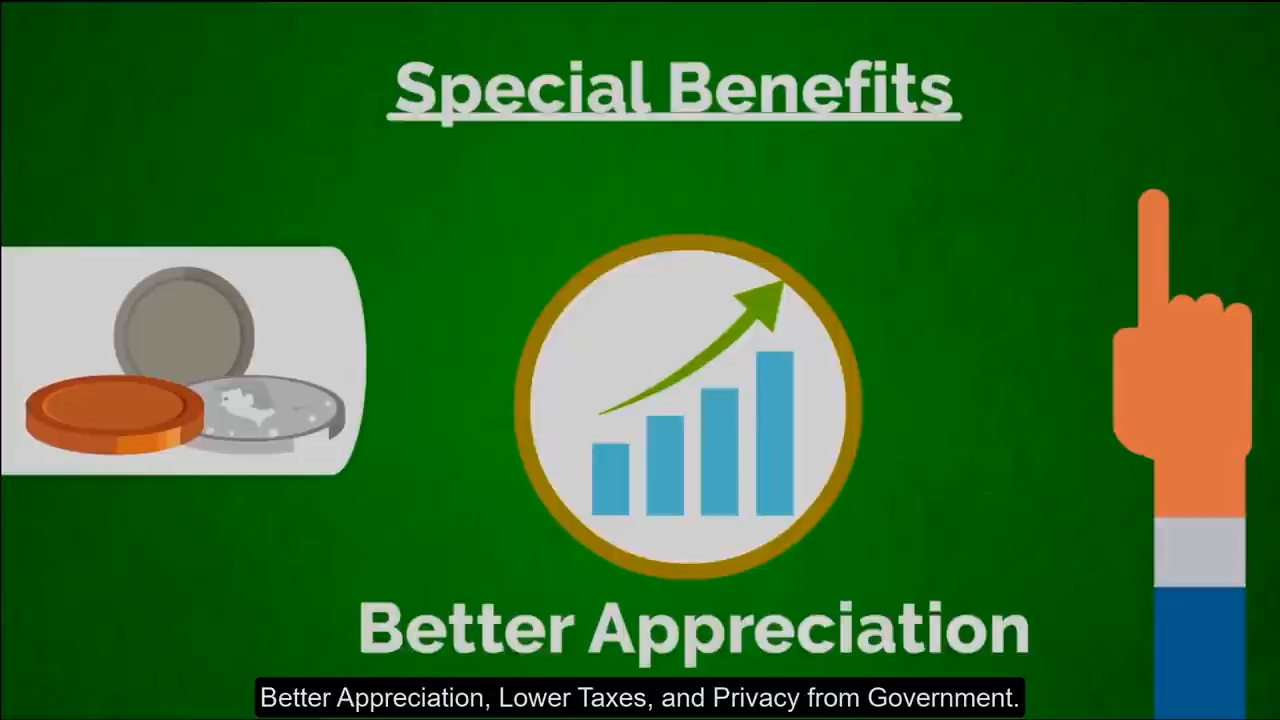 Special Benefits
Better Appreciation
Better Appreciation, Lower Taxes, and Privacy from Government.